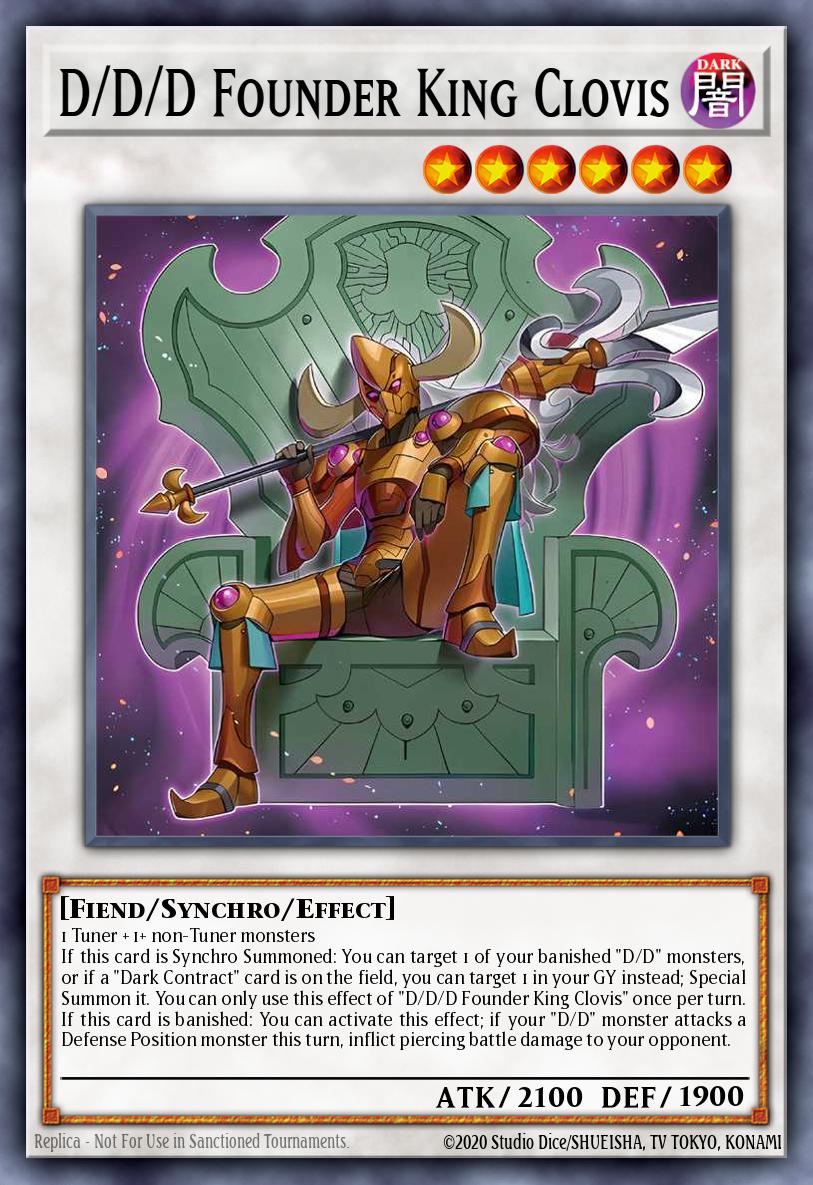 D/D/D Founder King Clovis
DARK
闇
[Fiend/Synchro/Effect]
1 Tuner + 1+ non-Tuner monsters
If this card is Synchro Summoned: You can target 1 of your banished "D/D" monsters,
or if a "Dark Contract" card is on the field, you can target 1 in your GY instead; Special
Summon it. You can only use this effect of "D/D/D Founder King Clovis" once per turn.
If this card is banished: You can activate this effect; if your "D/D" monster attacks a
Defense Position monster this turn, inflict piercing battle damage to your opponent.
ATK/ 2100 DEF/ 1900
Replica - Not For Use in Sanctioned Tournaments.
©2020 Studio Dice/SHUEISHA, TV TOKYO, KONAMI